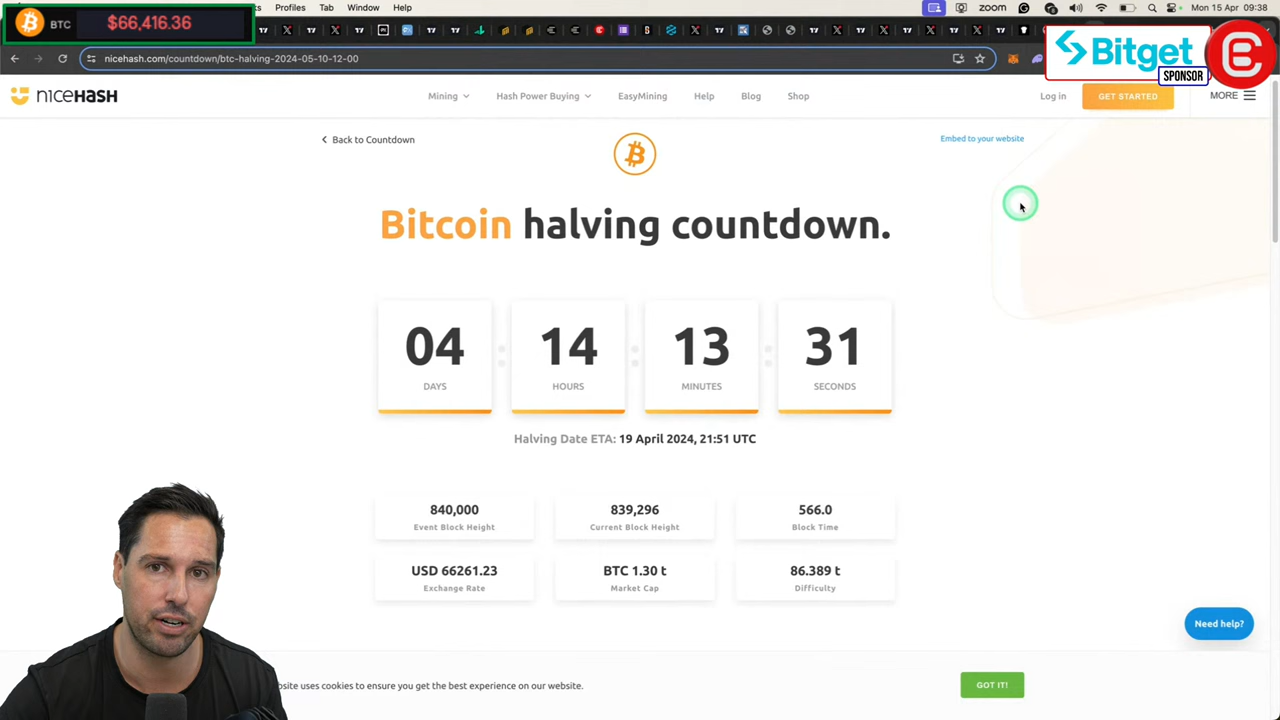 Profiles Tab Window Help
zoom
Mon 15 Apr 09:38
BTC $66,416.36
Bitget
SPONSOR
nicehash.com/countdown/btc-halving-2024-05-10-12-00
niceHASH
Mining
Hash Power Buying
EasyMining
Help
Blog
Shop
Log in
GET STARTED
MORE
Back to Countdown
Embed to your website
Bitcoin halving countdown.
04 : 14 : 13 : 31
DAYS HOURS MINUTES SECONDS
Halving Date ETA: 19 April 2024, 21:51 UTC
840,000 839,296 566.0
Event Block Height Current Block Height Block Time
USD 66261.23 BTC 1.30 t 86.389 t
Exchange Rate Market Cap Difficulty
Need help?
uses cookies to ensure you get the best experience on our website.
GOT IT!